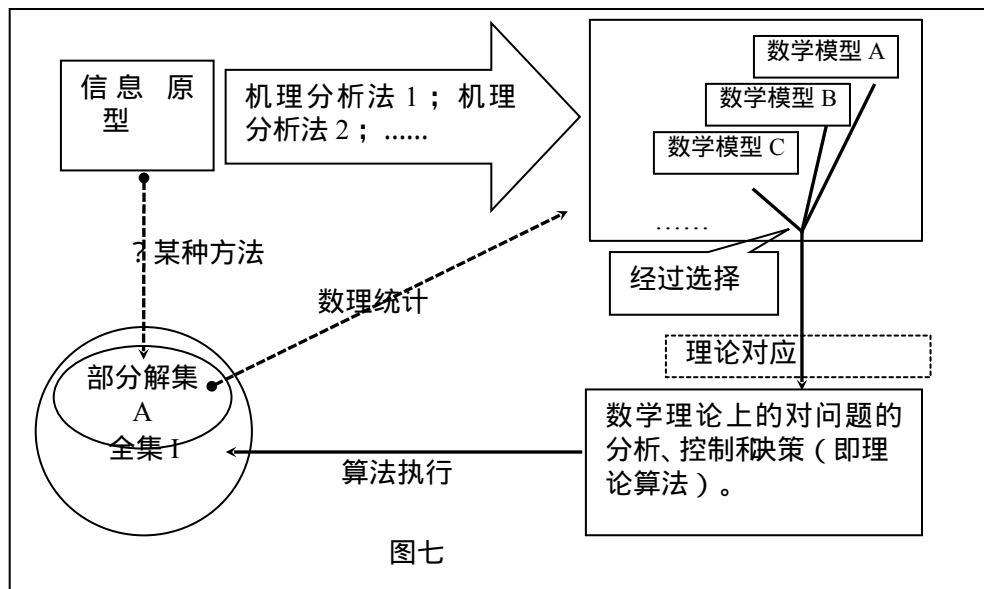 数学模型 A
信息 原
型
机理分析法 1；机理
分析法 2；......
数学模型 B
数学模型 C
......
经过选择
？某种方法
数理统计
理论对应
部分解集
A
全集 I
数学理论上的对问题的
分析、控制和决策（即理
论算法）。
算法执行
图七